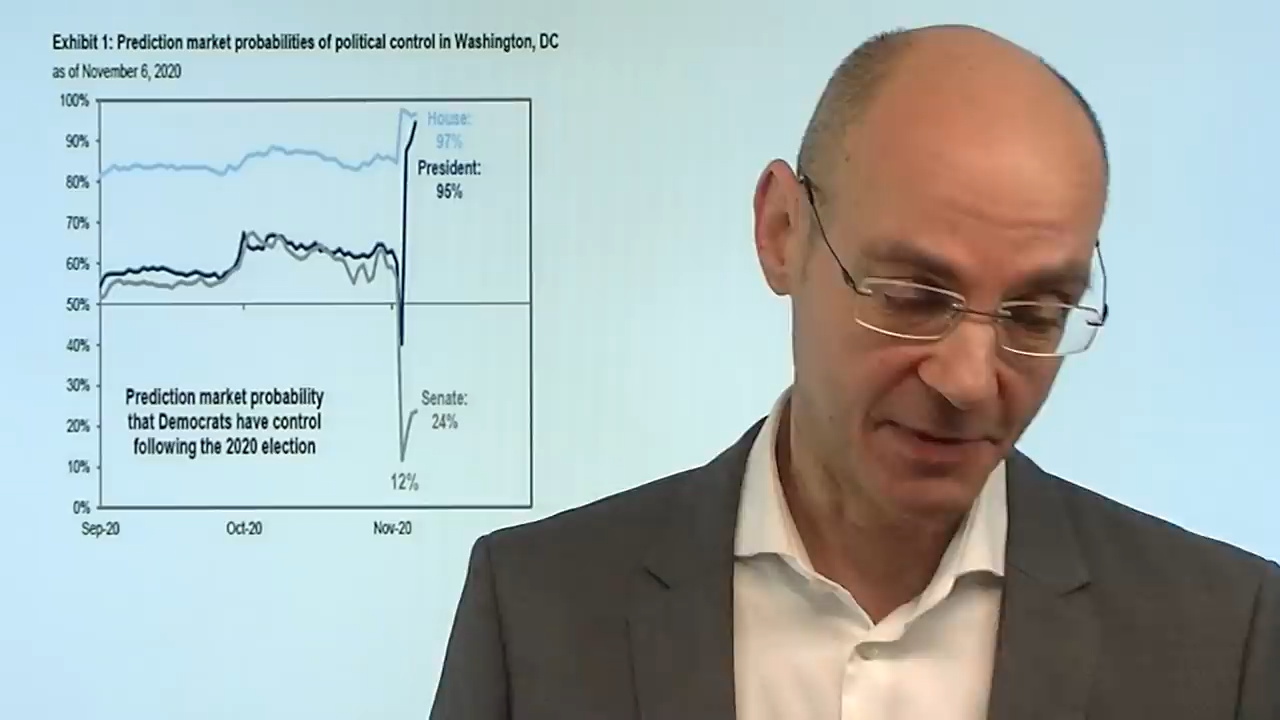 Exhibit 1: Prediction market probabilities of political control in Washington, DC
as of November 6, 2020
100%
90%
80%
70%
60%
50%
40%
30%
20%
10%
0%
House:
97%
President:
95%
Prediction market probability
that Democrats have control
following the 2020 election
Senate:
24%
12%
Sep-20
Oct-20
Nov-20